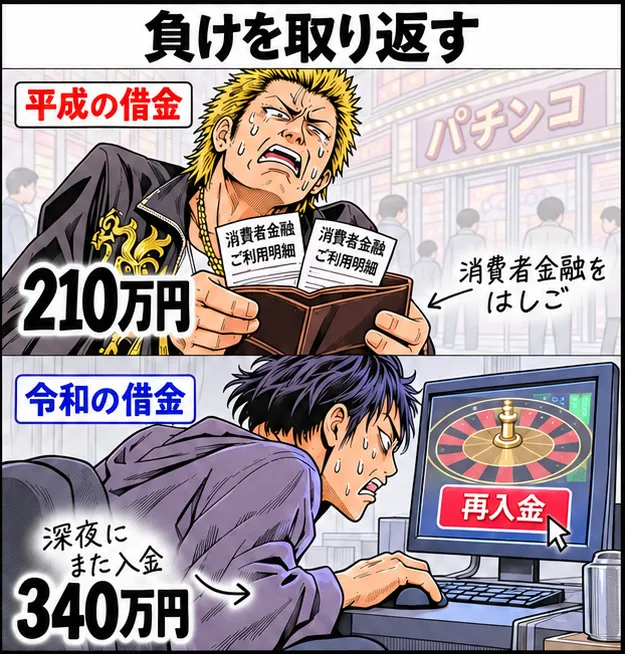 負けを取り返す
平成の借金
パチンコ
消費者金融
ご利用明細
消費者金融
ご利用明細
消費者金融を
はしご
210万円
令和の借金
再入金
深夜に
また入金
340万円